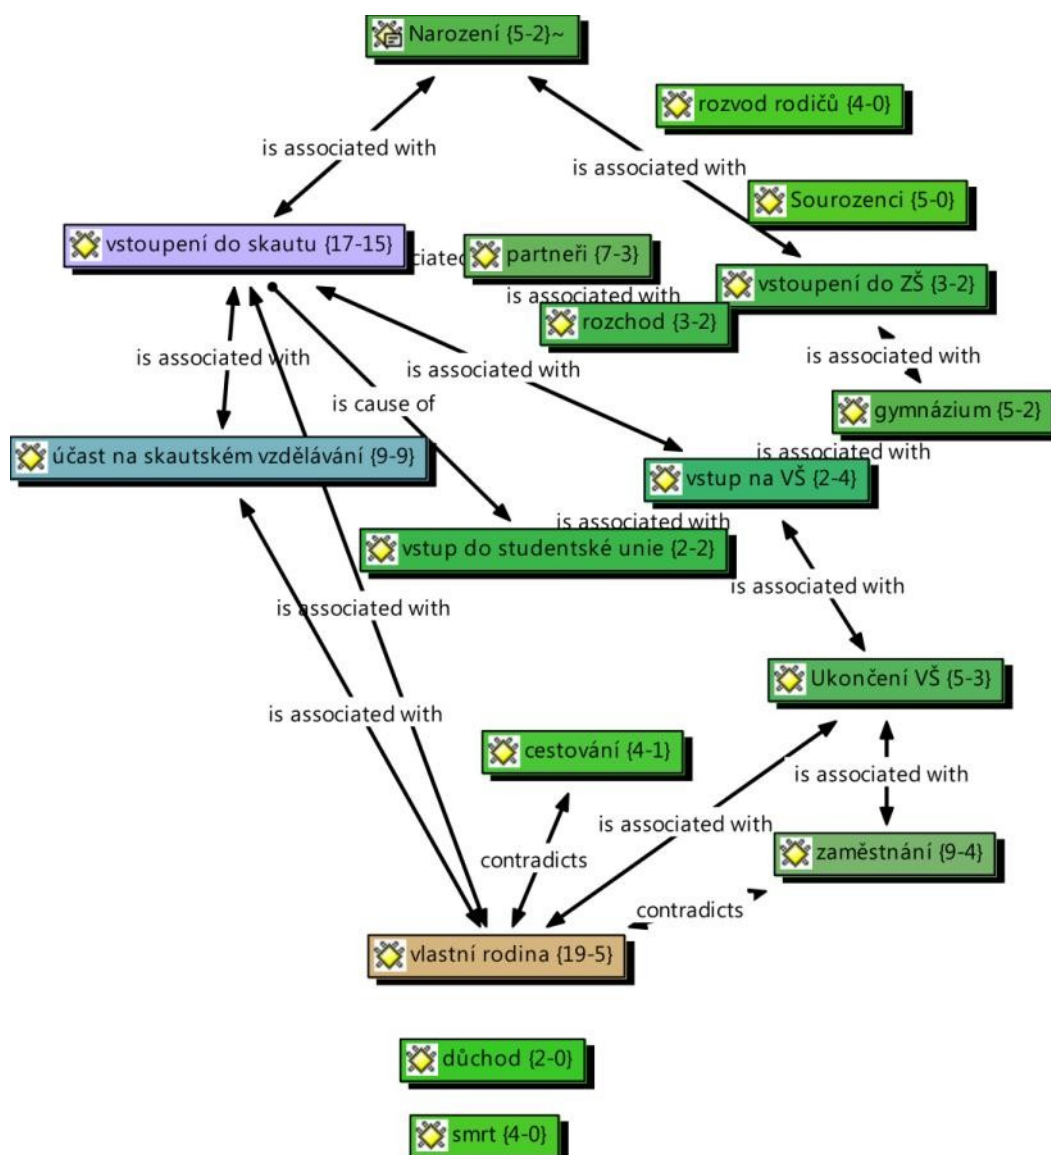 Narození {5-2}~
rozvod rodičů {4-0}
is associated with
is associated with
Sourozenci {5-0}
vstoupení do skautu {17-15}
partneři {7-3}
vstoupení do ZŠ {3-2}
is associated with
rozchod {3-2}
is associated with
is associated with
is associated with
is cause of
gymnázium {5-2}
účast na skautském vzdělávání {9-9}
is associated with
vstup na VŠ {2-4}
is associated with
vstup do studentské unie {2-2}
is associated with
is associated with
Ukončení VŠ {5-3}
is associated with
cestování {4-1}
is associated with
is associated with
zaměstnání {9-4}
contradicts
contradicts
vlastní rodina {19-5}
důchod {2-0}
smrt {4-0}